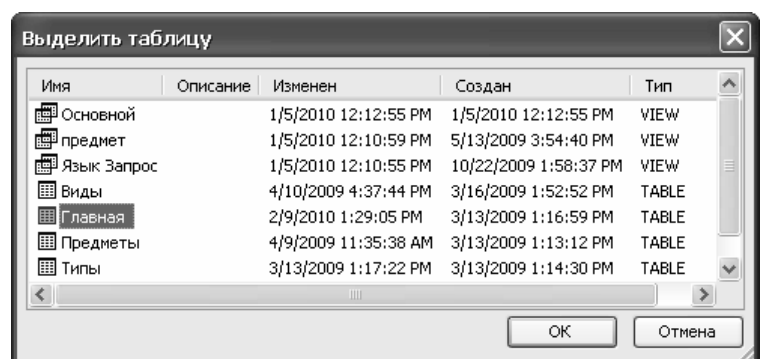 Выделить таблицу
Имя Описание Изменен Создан Тип
Основной 1/5/2010 12:12:55 PM 1/5/2010 12:12:55 PM VIEW
предмет 1/5/2010 12:10:59 PM 5/13/2009 3:54:40 PM VIEW
Язык Запрос 1/5/2010 12:10:55 PM 10/22/2009 1:58:37 PM VIEW
Виды 4/10/2009 4:37:44 PM 3/16/2009 1:52:52 PM TABLE
Главная 2/9/2010 1:29:05 PM 3/13/2009 1:16:59 PM TABLE
Предметы 4/9/2009 11:35:38 AM 3/13/2009 1:13:12 PM TABLE
Типы 3/13/2009 1:17:22 PM 3/13/2009 1:14:30 PM TABLE
OK Отмена